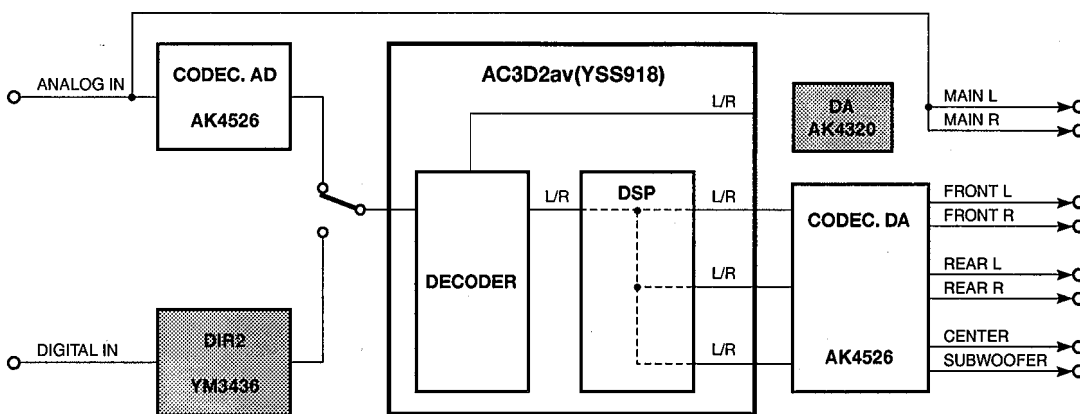 ANALOG IN
CODEC. AD
AK4526
AC3D2av(YSS918)
L/R
DA
AK4320
MAIN L
MAIN R
DECODER
L/R
DSP
L/R
L/R
L/R
CODEC. DA
AK4526
FRONT L
FRONT R
REAR L
REAR R
CENTER
SUBWOOFER
DIGITAL IN
DIR2
YM3436